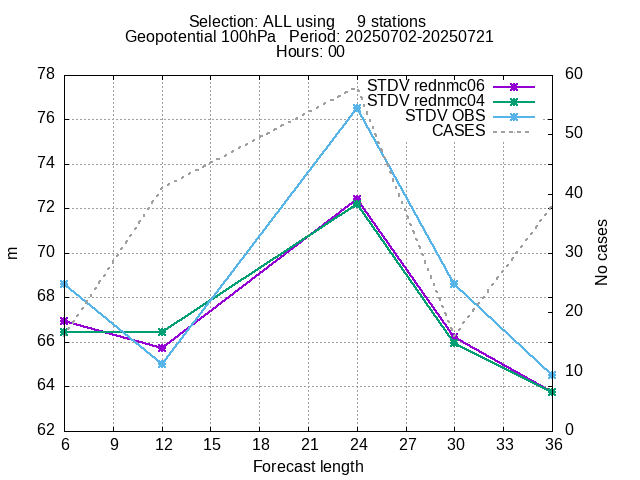 Selection: ALL using     9 stations
Geopotential 100hPa   Period: 20250702-20250721
Hours: 00
78
76
74
72
70
68
66
64
62
m
60
50
40
30
20
10
0
No cases
STDV rednmc06
STDV rednmc04
STDV OBS
CASES
6 9 12 15 18 21 24 27 30 33 36
Forecast length